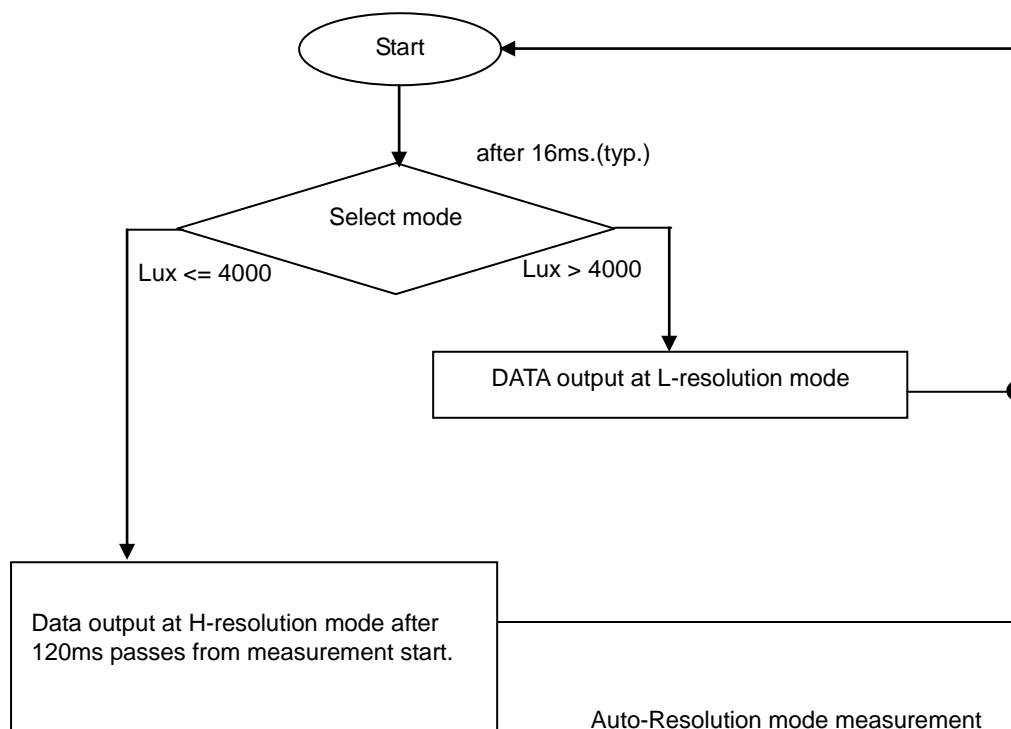 Start
after 16ms.(typ.)
Select mode
Lux <= 4000
Lux > 4000
DATA output at L-resolution mode
Data output at H-resolution mode after
120ms passes from measurement start.
Auto-Resolution mode measurement